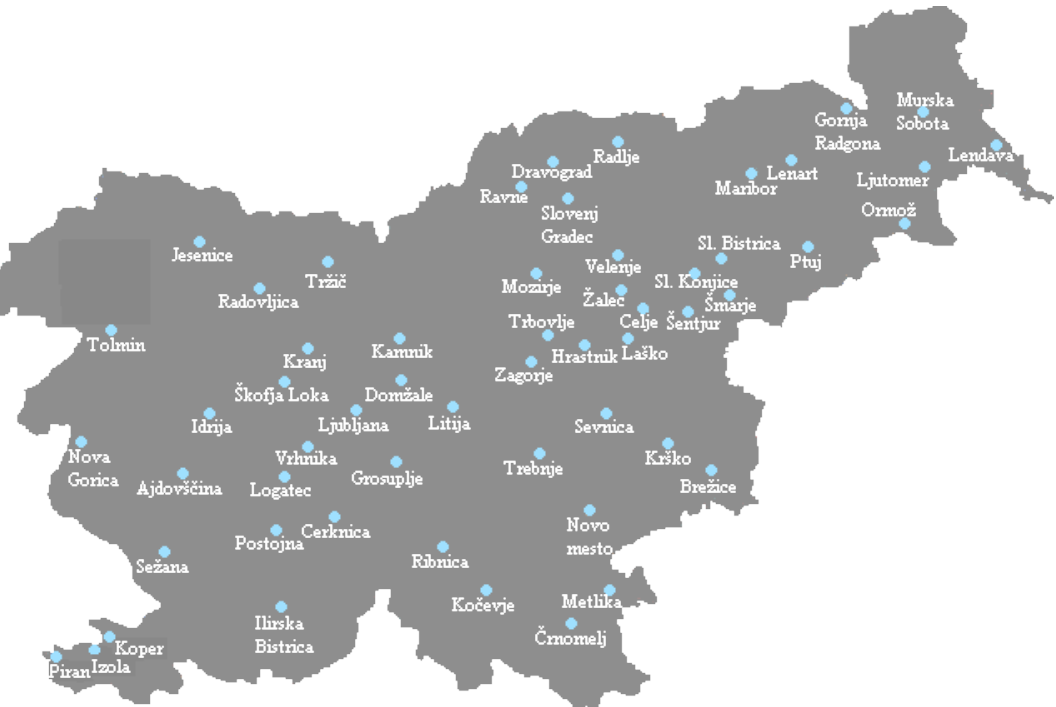 Murska
Sobota
Gornja
Radgona
Lendava
Radlje
Dravograd
Lenart
Maribor
Ljutomer
Ravne
Slovenj
Gradec
Ormož
Sl. Bistrica
Ptuj
Jesenice
Velenje
Tržič
Mozirje
Sl. Konjice
Radovljica
Žalec
Šmarje
Trbovlje
Celje
Šentjur
Tolmin
Kamnik
Kranj
Hrastnik
Laško
Zagorje
Škofja Loka
Domžale
Idrija
Ljubljana
Litija
Sevnica
Nova
Gorica
Vrhnika
Krško
Trebnje
Grosuplje
Ajdovščina
Logatec
Brežice
Novo
mesto
Cerknica
Postojna
Sežana
Ribnica
Kočevje
Metlika
Ilirska
Bistrica
Črnomelj
Koper
Izola
Piran